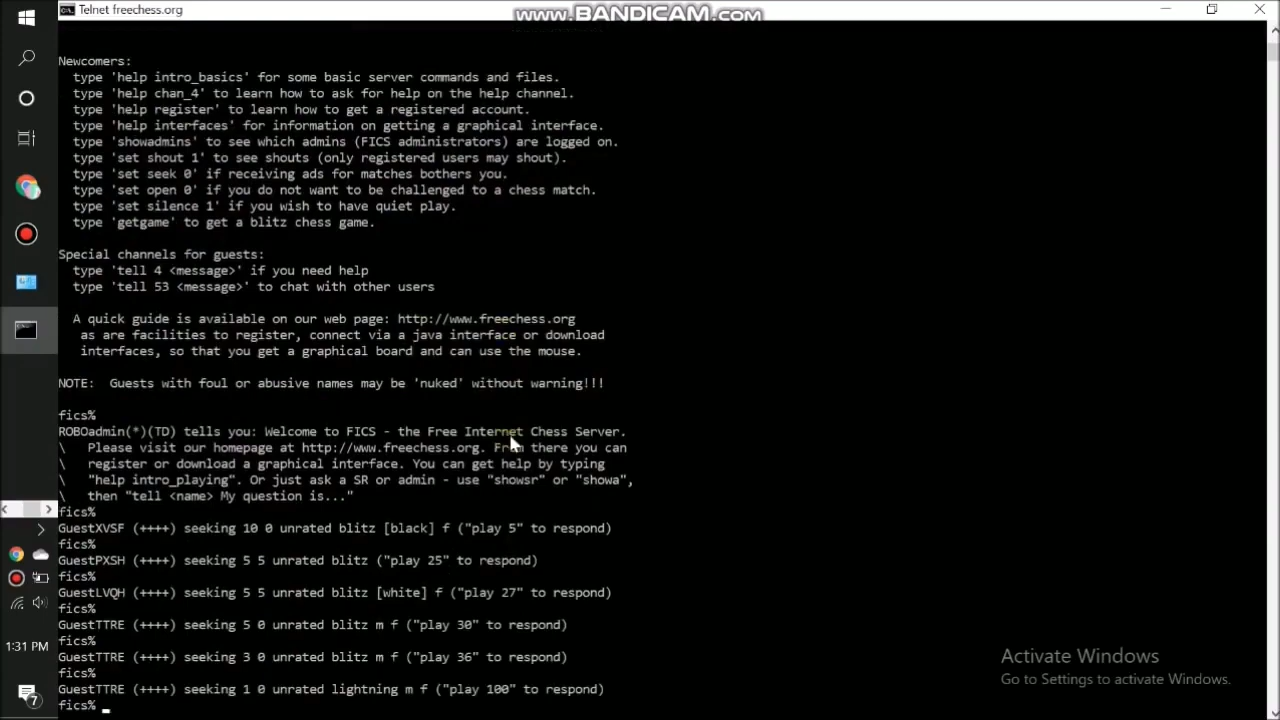 Telnet freechess.org
www.BANDICAM.com
Newcomers:
type 'help intro_basics' for some basic server commands and files.
type 'help chan_4' to learn how to ask for help on the help channel.
type 'help register' to learn how to get a registered account.
type 'help interfaces' for information on getting a graphical interface.
type 'showadmins' to see which admins (FICS administrators) are logged on.
type 'set shout 1' to see shouts (only registered users may shout).
type 'set seek 0' if receiving ads for matches bothers you.
type 'set open 0' if you do not want to be challenged to a chess match.
type 'set silence 1' if you wish to have quiet play.
type 'getgame' to get a blitz chess game.
Special channels for guests:
type 'tell 4 <message>' if you need help
type 'tell 53 <message>' to chat with other users
A quick guide is available on our web page: http://www.freechess.org
as are facilities to register, connect via a java interface or download
interfaces, so that you get a graphical board and can use the mouse.
NOTE:  Guests with foul or abusive names may be 'nuked' without warning!!!
fics%
ROBOadmin(*)(TD) tells you: Welcome to FICS - the Free Internet Chess Server.
\    Please visit our homepage at http://www.freechess.org. From there you can
\    register or download a graphical interface. You can get help by typing
\    "help intro_playing". Or just ask a SR or admin - use "showsr" or "showa",
\    then "tell <name> My question is..."
fics%
GuestXVSF (++++) seeking 10 0 unrated blitz [black] f ("play 5" to respond)
fics%
GuestPXSH (++++) seeking 5 5 unrated blitz ("play 25" to respond)
fics%
GuestLVQH (++++) seeking 5 5 unrated blitz [white] f ("play 27" to respond)
fics%
GuestTTRE (++++) seeking 5 0 unrated blitz m f ("play 30" to respond)
fics%
GuestTTRE (++++) seeking 3 0 unrated blitz m f ("play 36" to respond)
fics%
GuestTTRE (++++) seeking 1 0 unrated lightning m f ("play 100" to respond)
fics% _
1:31 PM
7
Activate Windows
Go to Settings to activate Windows.